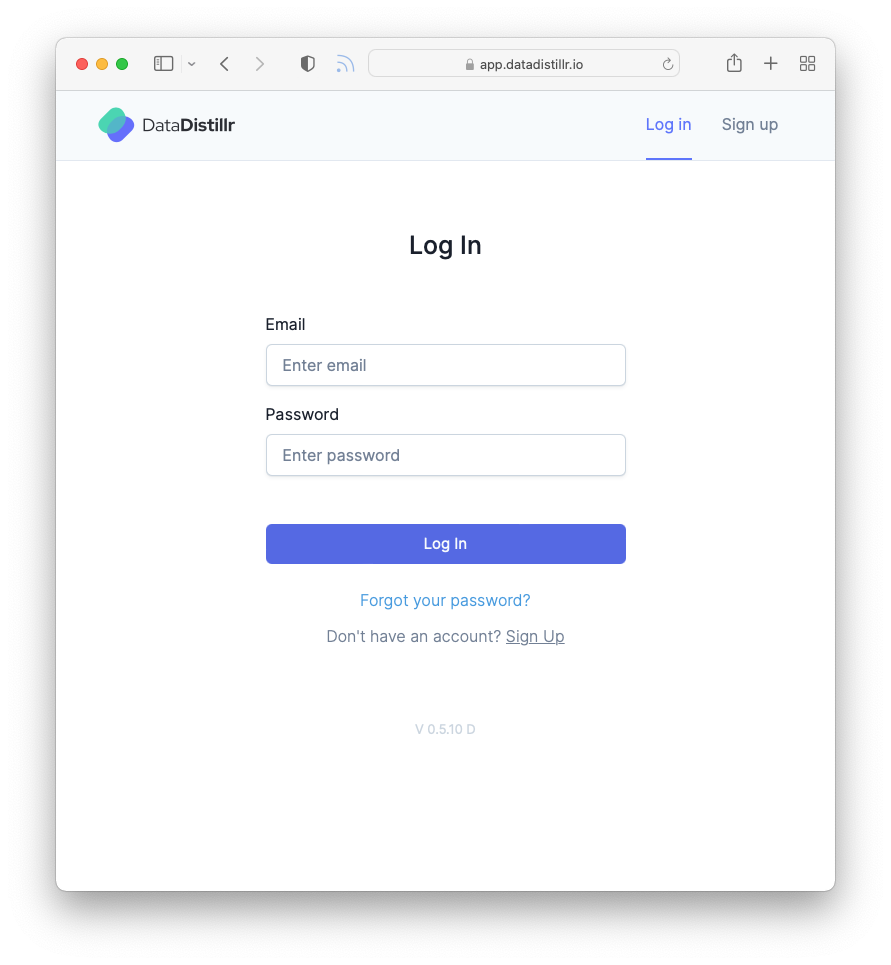 app.datadistillr.io
DataDistillr
Log in
Sign up
Log In
Email
Enter email
Password
Enter password
Log In
Forgot your password?
Don't have an account? Sign Up
V 0.5.10 D